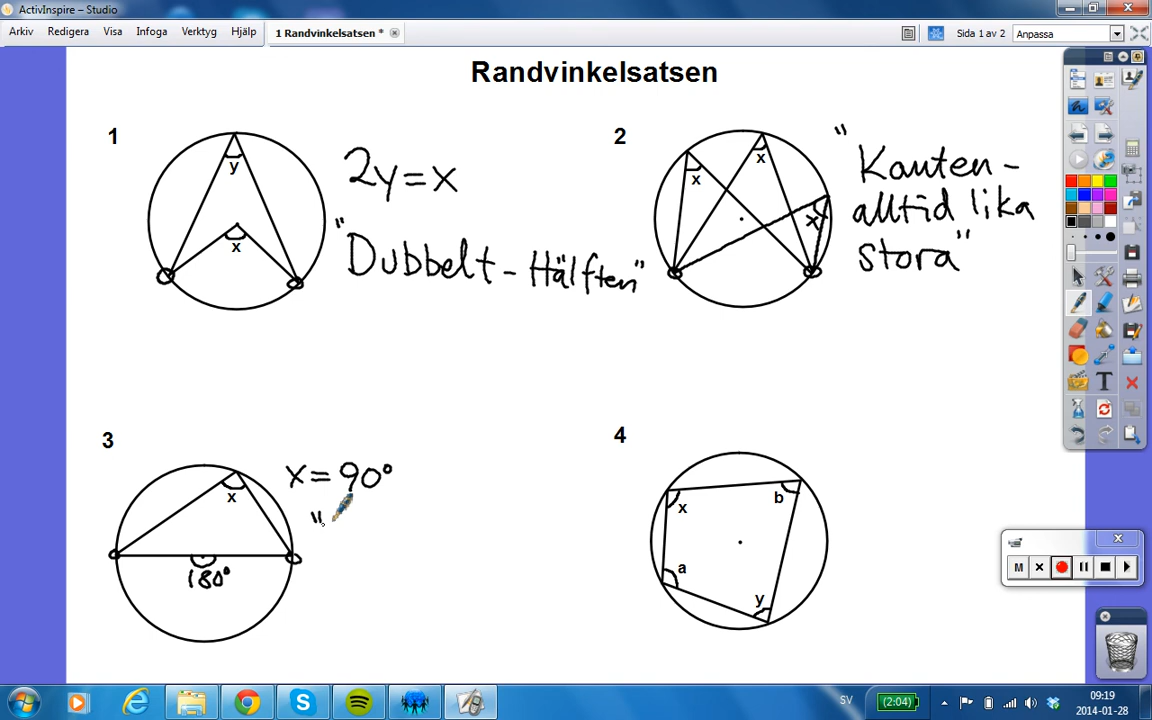 ActivInspire – Studio
Arkiv Redigera Visa Infoga Verktyg Hjälp
1 Randvinkelsatsen *
Sida 1 av 2
Anpassa
Randvinkelsatsen
1
y
x
2y=x
"Dubbelt - Hälften"
2
x
x
x
"Kanten -
alltid lika
stora"
3
x
180°
x = 90°
"
4
x
b
a
y
M
SV
(2:04)
09:19
2014-01-28